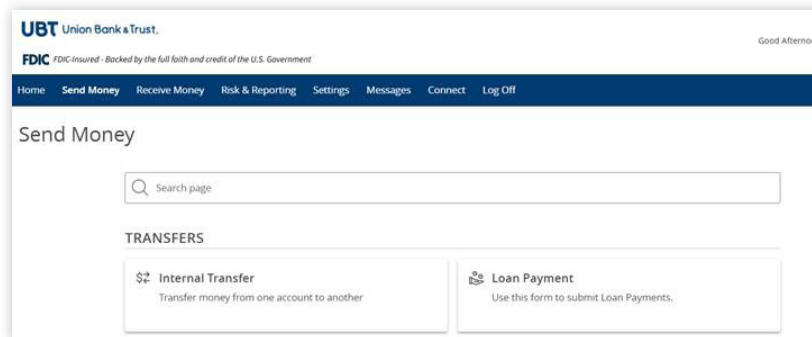 UBT Union Bank & Trust.
Good Afterno
FDIC FDIC-Insured - Backed by the full faith and credit of the U.S. Government
Home Send Money Receive Money Risk & Reporting Settings Messages Connect Log Off
Send Money
Search page
TRANSFERS
Internal Transfer Loan Payment
Transfer money from one account to another Use this form to submit Loan Payments.